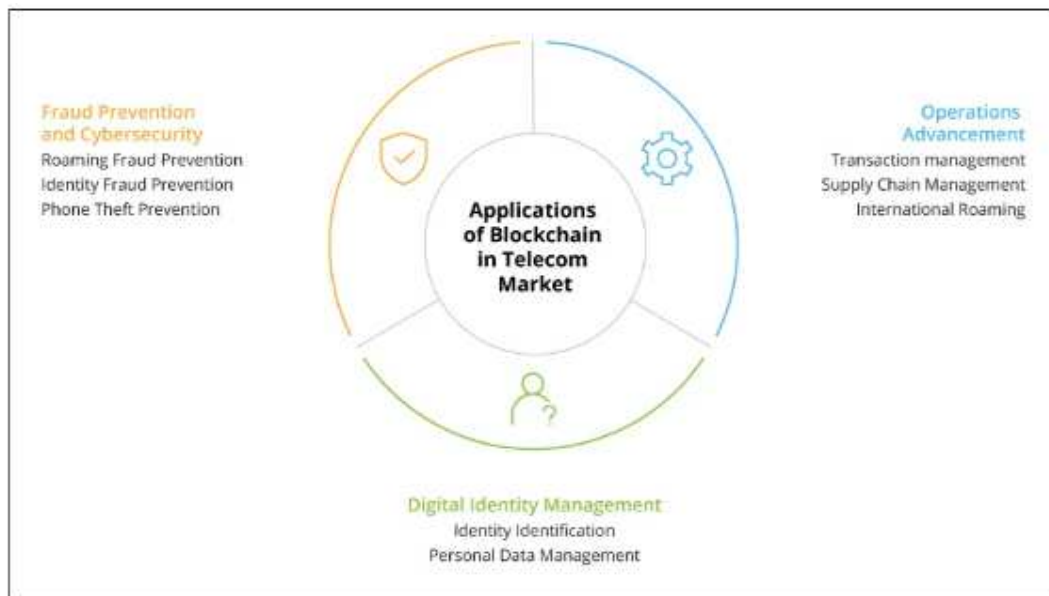 Fraud Prevention
and Cybersecurity
Roaming Fraud Prevention
Identity Fraud Prevention
Phone Theft Prevention
Operations
Advancement
Transaction management
Supply Chain Management
International Roaming
Applications
of Blockchain
in Telecom
Market
?
Digital Identity Management
Identity Identification
Personal Data Management